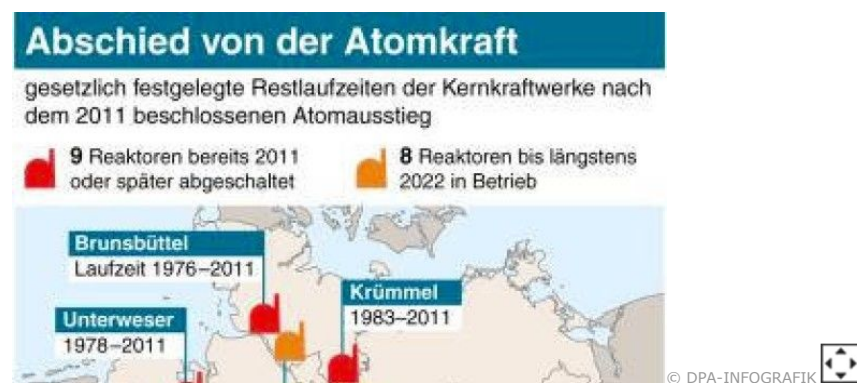 Abschied von der Atomkraft
gesetzlich festgelegte Restlaufzeiten der Kernkraftwerke nach
dem 2011 beschlossenen Atomausstieg
9 Reaktoren bereits 2011
oder später abgeschaltet
8 Reaktoren bis längstens
2022 in Betrieb
Brunsbüttel
Laufzeit 1976–2011
Krümmel
1983–2011
Unterweser
1978–2011
© DPA-INFOGRAFIK